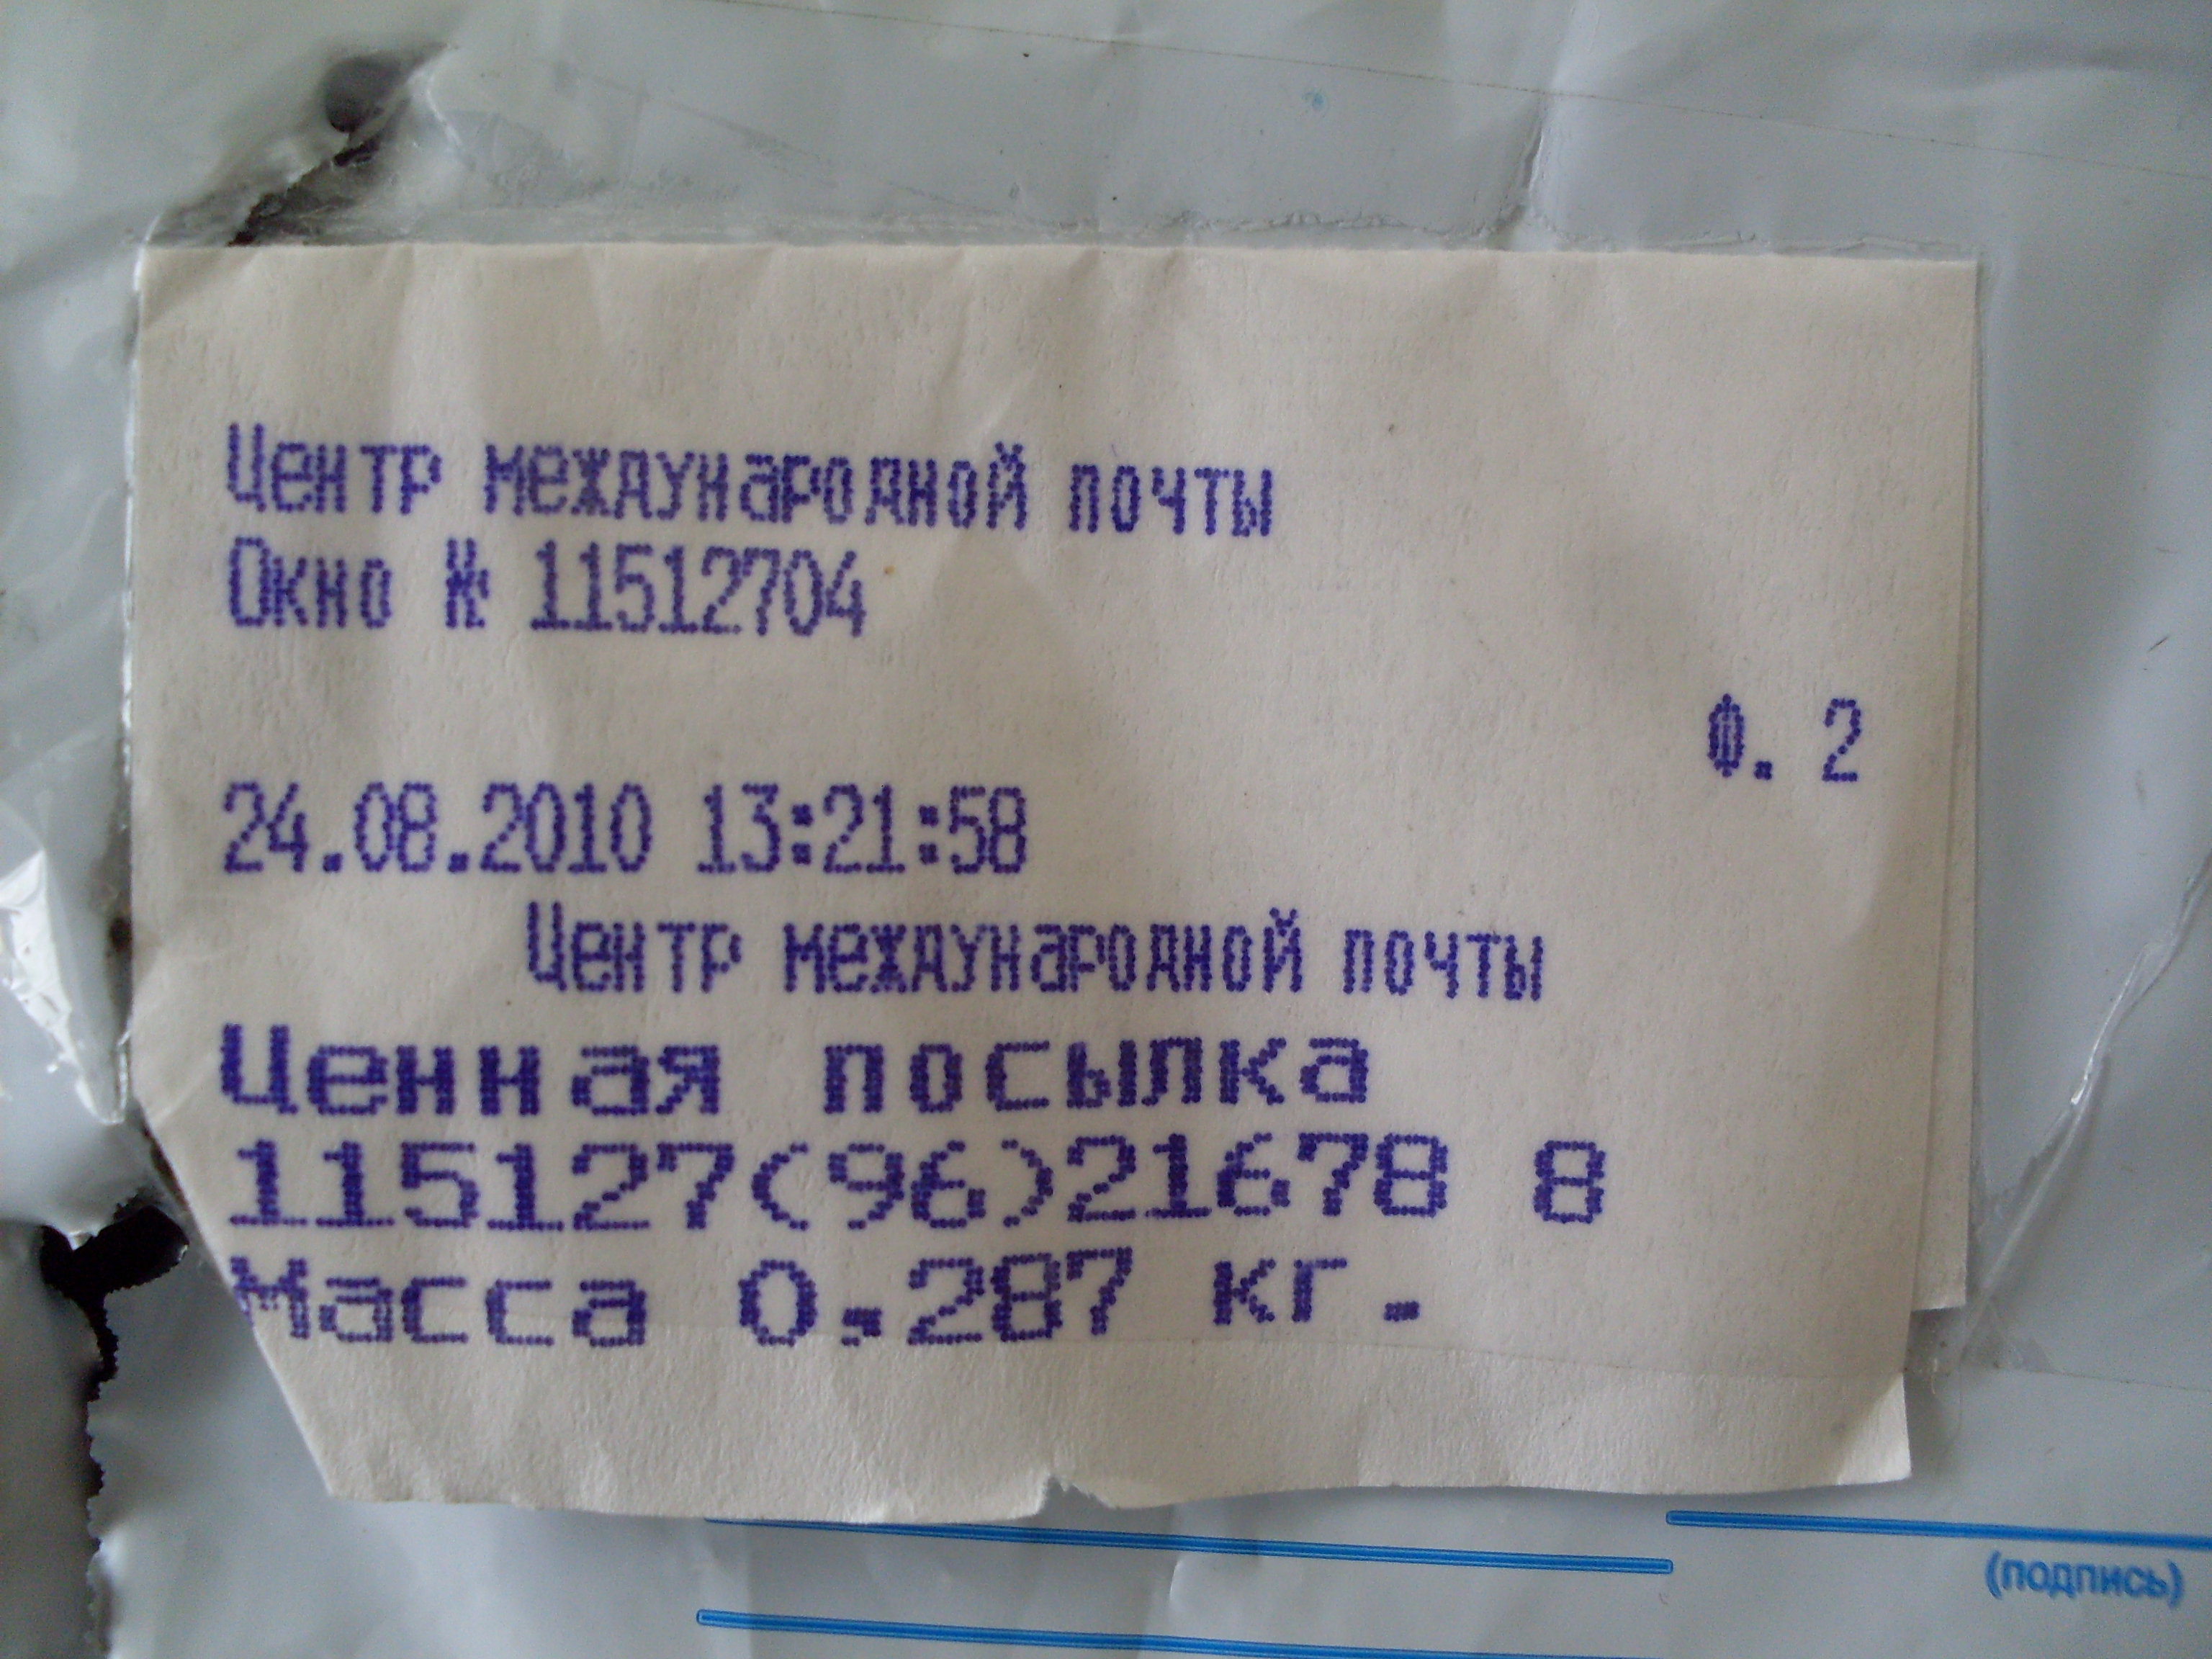 Центр международной почты
Окно № 11512704
Ф. 2
24.08.2010 13:21:58
Центр международной почты
Ценная посылка
115127(96)21678 8
Масса 0.287 кг.
(подпись)